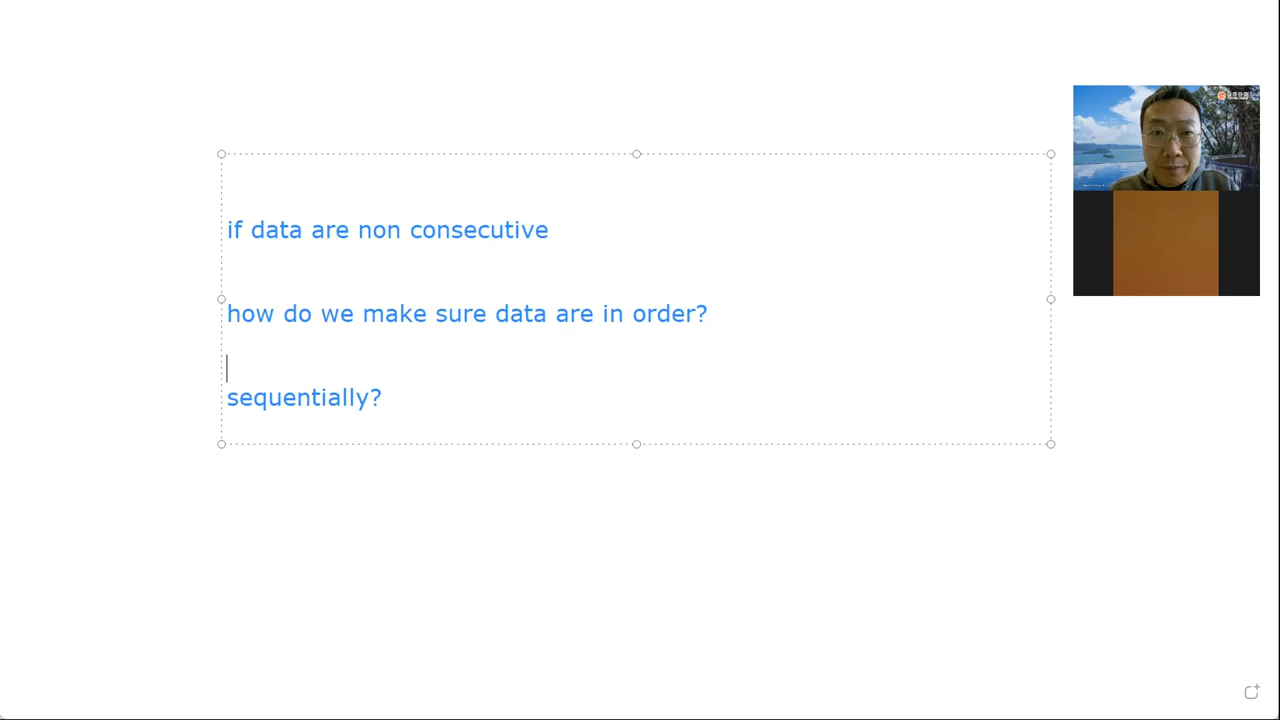 if data are non consecutive
how do we make sure data are in order?
sequentially?